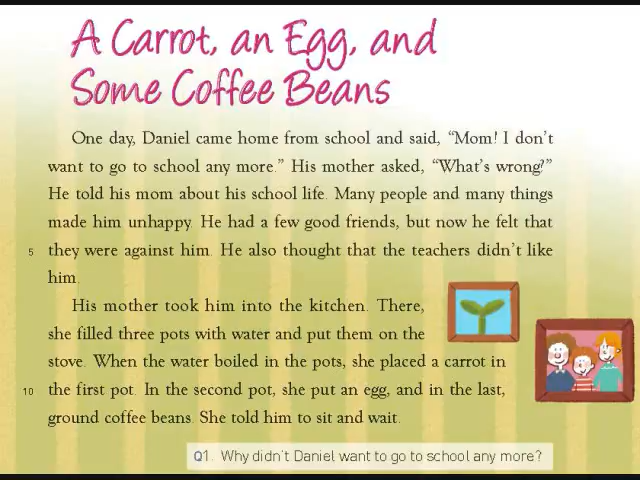 A Carrot, an Egg, and
Some Coffee Beans
One day, Daniel came home from school and said, “Mom! I don’t
want to go to school any more.” His mother asked, “What’s wrong?”
He told his mom about his school life. Many people and many things
made him unhappy. He had a few good friends, but now he felt that
5 they were against him. He also thought that the teachers didn’t like
him.
His mother took him into the kitchen. There,
she filled three pots with water and put them on the
stove. When the water boiled in the pots, she placed a carrot in
10 the first pot. In the second pot, she put an egg, and in the last,
ground coffee beans. She told him to sit and wait.
Q1. Why didn’t Daniel want to go to school any more?